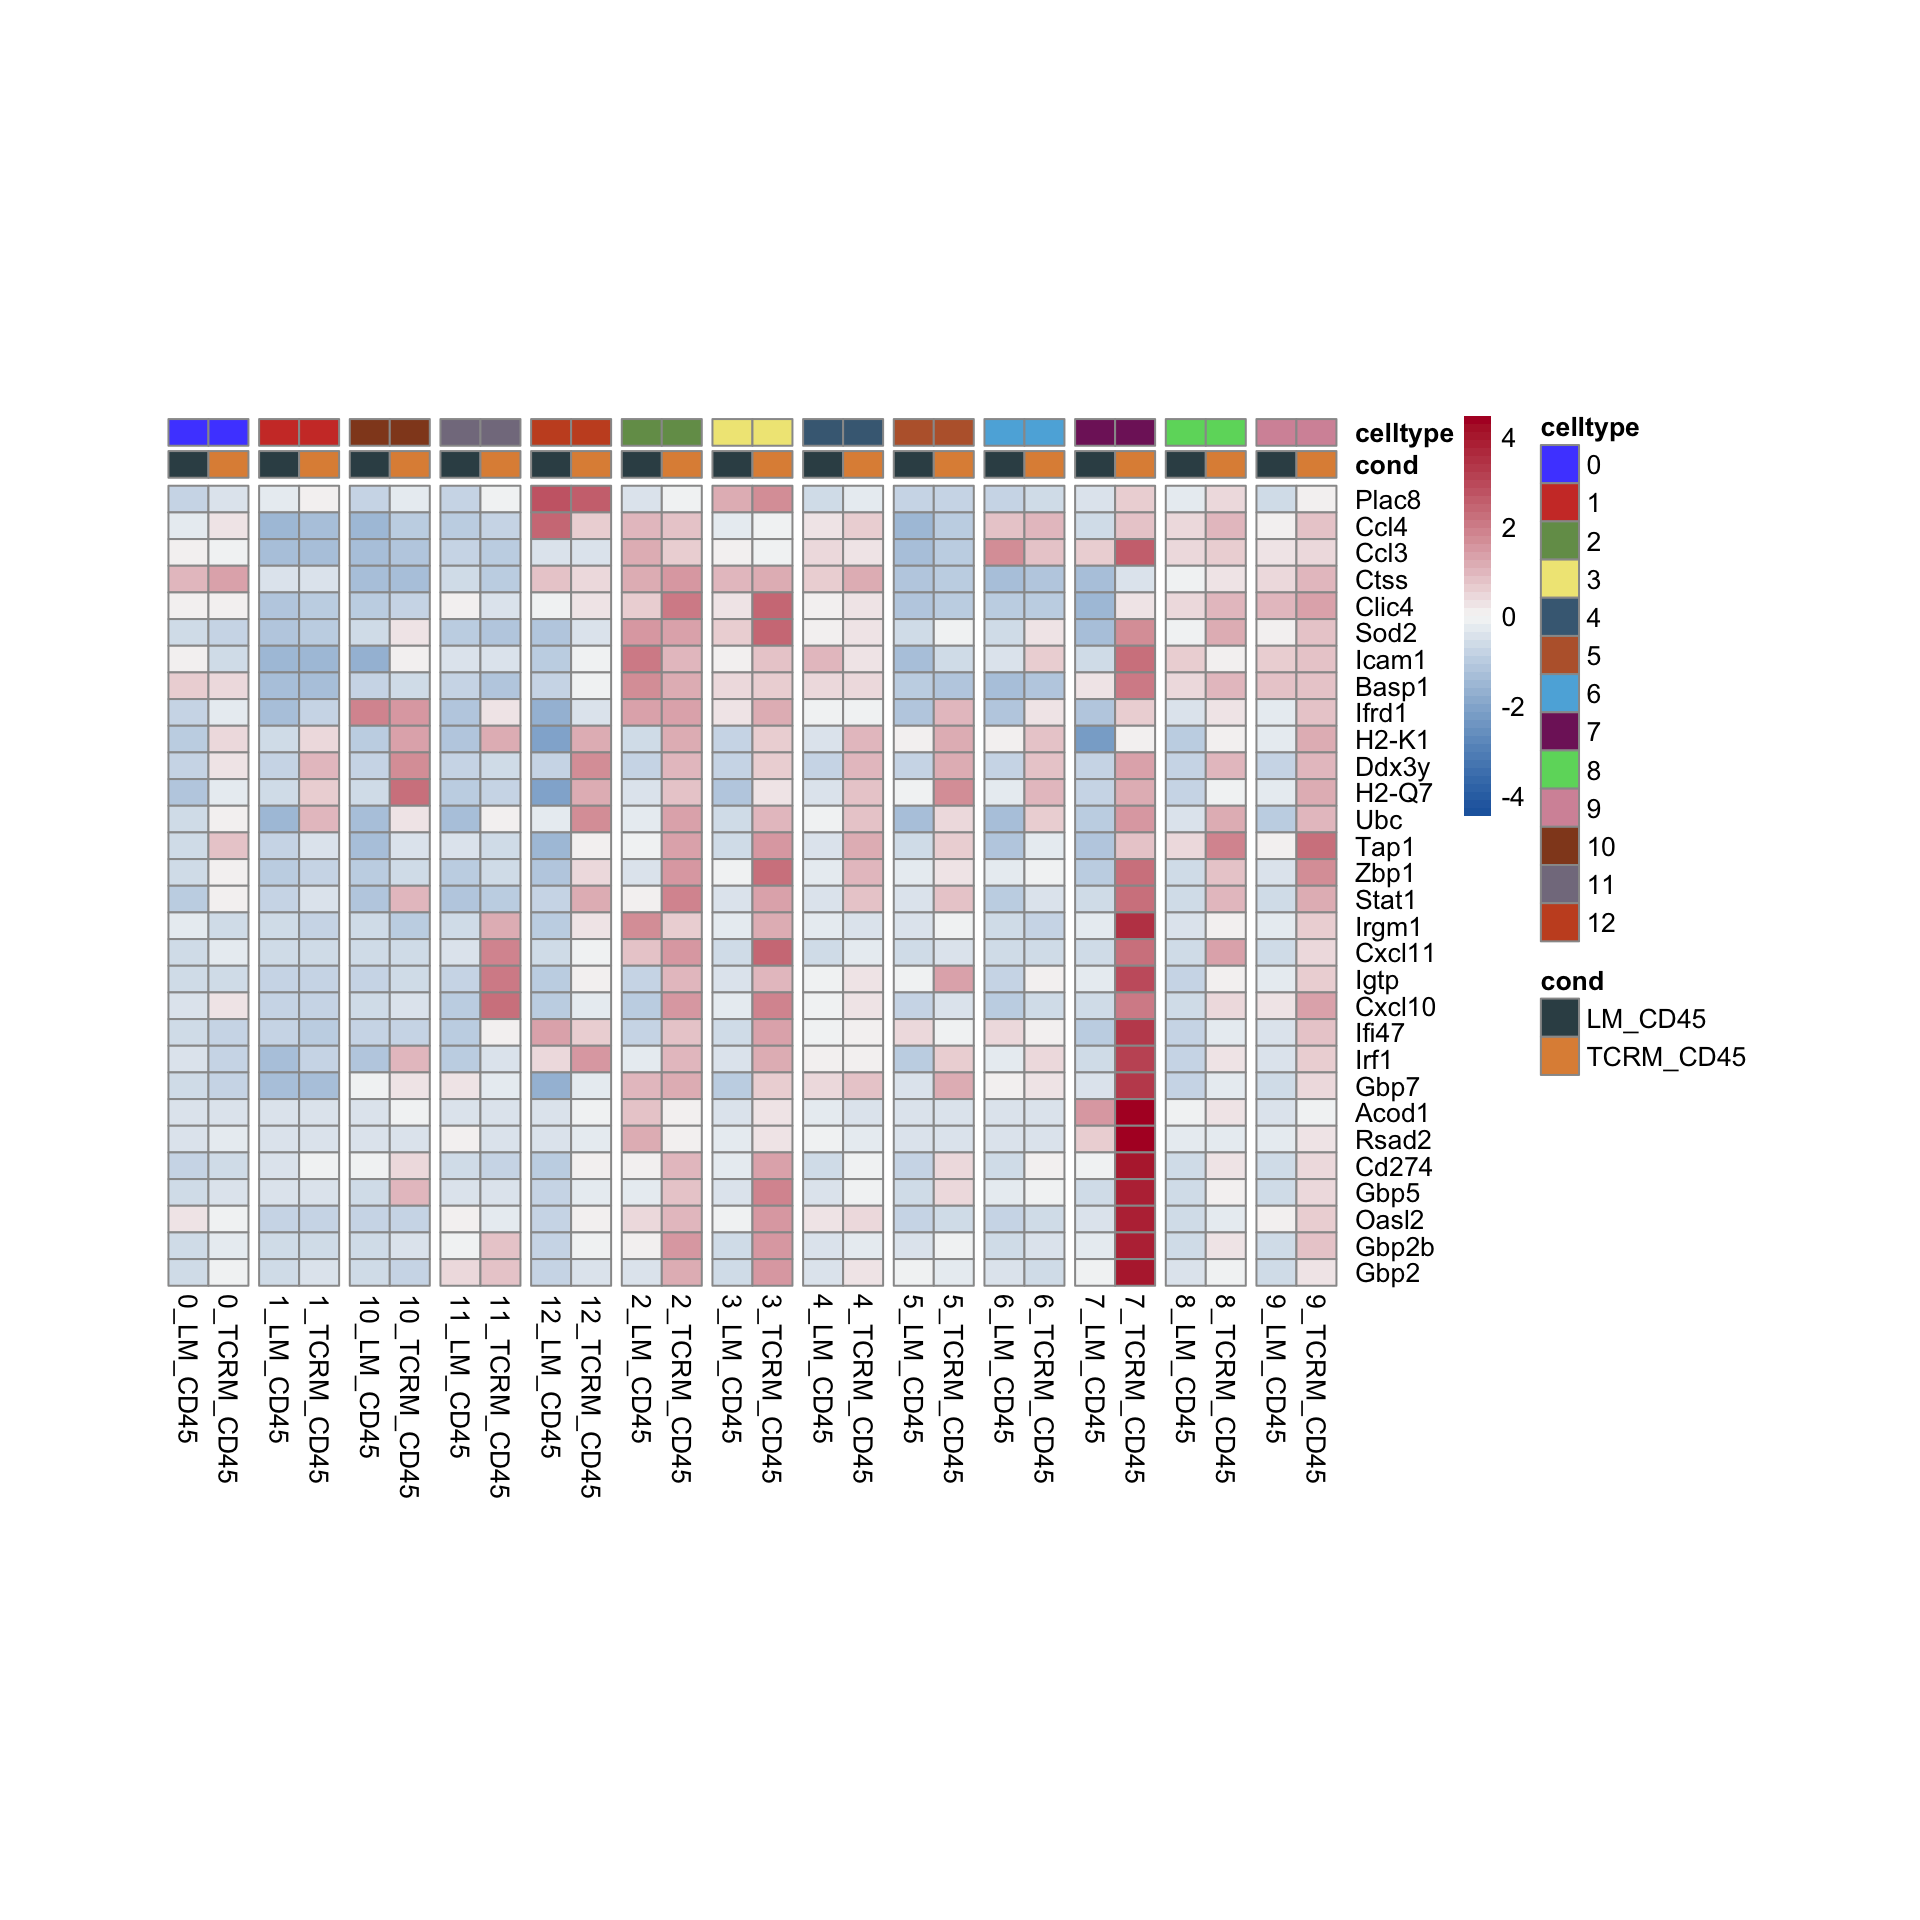 celltype
cond
Plac8
Ccl4
Ccl3
Ctss
Clic4
Sod2
Icam1
Basp1
Ifrd1
H2-K1
Ddx3y
H2-Q7
Ubc
Tap1
Zbp1
Stat1
Irgm1
Cxcl11
Igtp
Cxcl10
Ifi47
Irf1
Gbp7
Acod1
Rsad2
Cd274
Gbp5
Oasl2
Gbp2b
Gbp2
0_LM_CD45
0_TCRM_CD45
1_LM_CD45
1_TCRM_CD45
10_LM_CD45
10_TCRM_CD45
11_LM_CD45
11_TCRM_CD45
12_LM_CD45
12_TCRM_CD45
2_LM_CD45
2_TCRM_CD45
3_LM_CD45
3_TCRM_CD45
4_LM_CD45
4_TCRM_CD45
5_LM_CD45
5_TCRM_CD45
6_LM_CD45
6_TCRM_CD45
7_LM_CD45
7_TCRM_CD45
8_LM_CD45
8_TCRM_CD45
9_LM_CD45
9_TCRM_CD45
4
2
0
-2
-4
celltype
0
1
2
3
4
5
6
7
8
9
10
11
12
cond
LM_CD45
TCRM_CD45